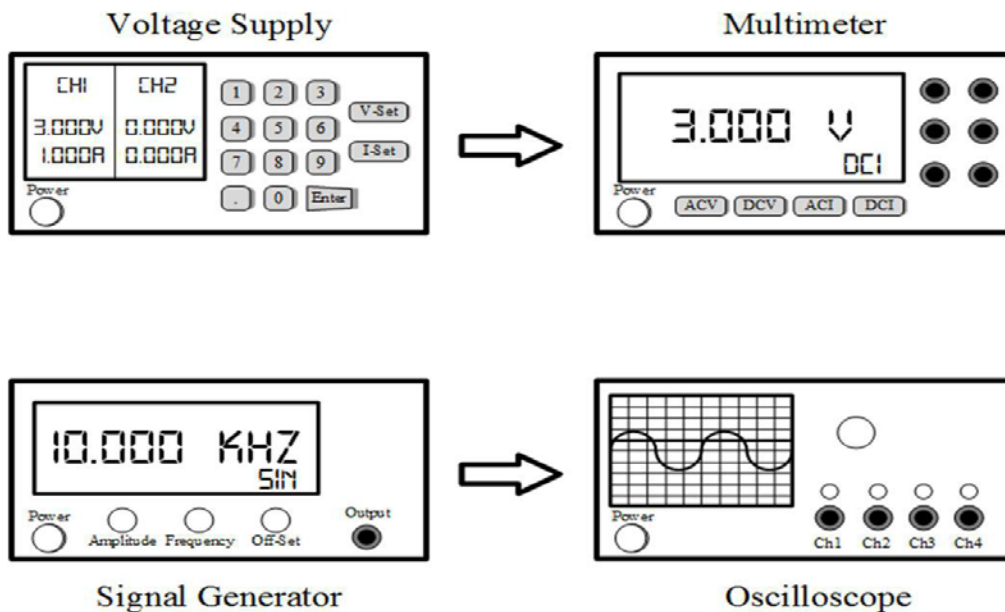 Voltage Supply
CH1 CH2
3.000V 0.000V
1.000A 0.000A
1 2 3
V-Set
4 5 6
I-Set
7 8 9
. 0 Enter
Power
Multimeter
3.000 V
DCI
Power
ACV DCV ACI DCI
10.000 KHZ
SIN
Power
Amplitude Frequency Off-Set
Output
Signal Generator
Power
Ch1 Ch2 Ch3 Ch4
Oscilloscope